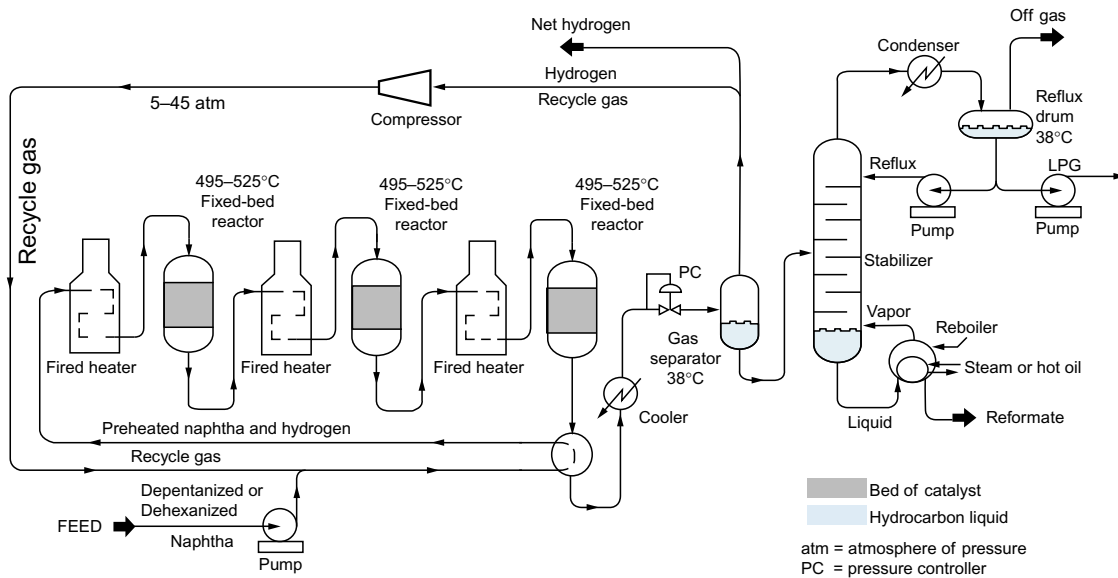 Net hydrogen
Off gas
Condenser
Hydrogen
Recycle gas
5–45 atm
Compressor
Reflux
drum
38°C
Recycle gas
495–525°C
Fixed-bed
reactor
495–525°C
Fixed-bed
reactor
495–525°C
Fixed-bed
reactor
Reflux
LPG
Pump
Pump
PC
Stabilizer
Vapor
Gas
separator
38°C
Reboiler
Steam or hot oil
Fired heater
Fired heater
Fired heater
Cooler
Liquid
Reformate
Preheated naphtha and hydrogen
Recycle gas
Depentanized or
Dehexanized
FEED
Naphtha
Pump
Bed of catalyst
Hydrocarbon liquid
atm = atmosphere of pressure
PC = pressure controller